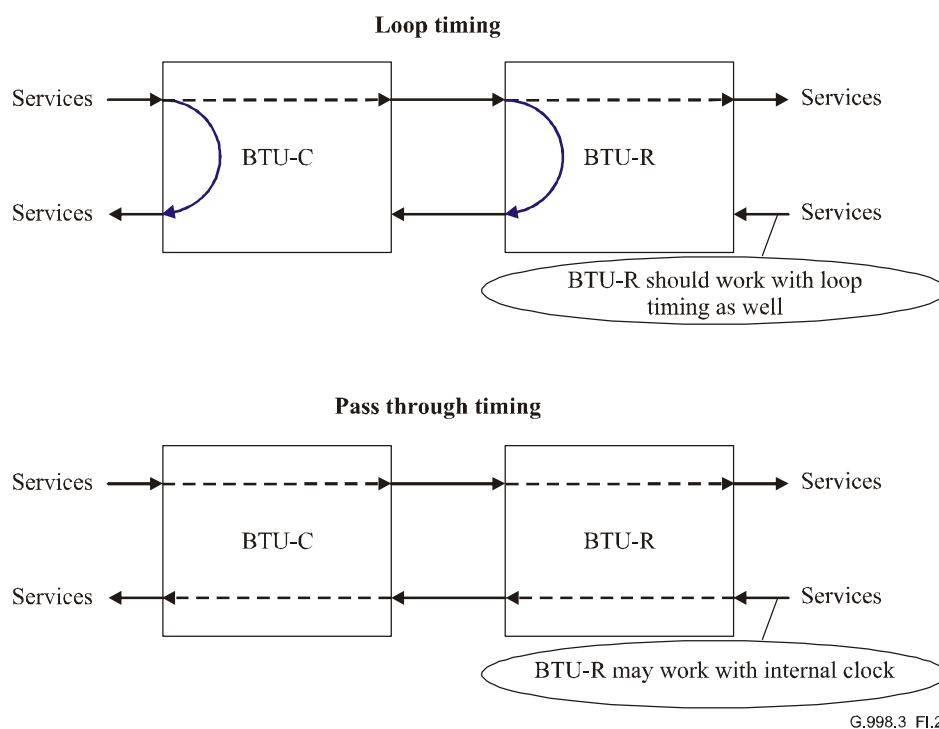 Loop timing
Services
Services
BTU-C
BTU-R
Services
Services
BTU-R should work with loop
timing as well
Pass through timing
Services
Services
BTU-C
BTU-R
Services
Services
BTU-R may work with internal clock
G.998.3 FI.2